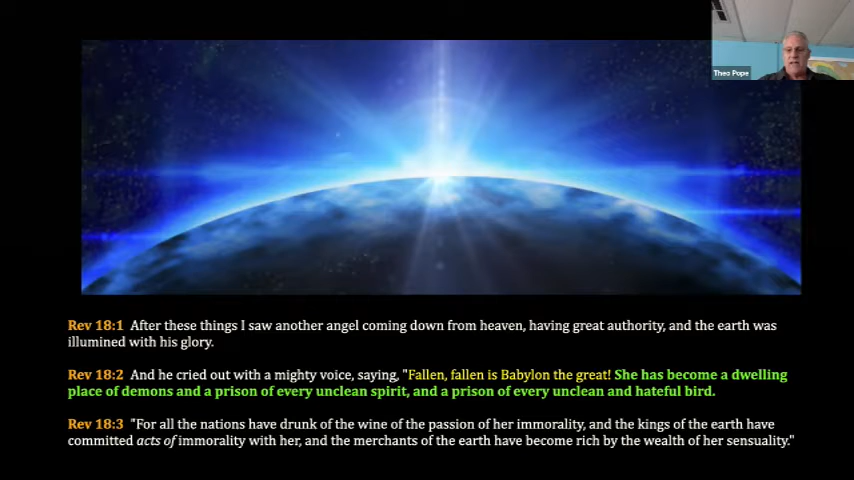 Theo Pope
Rev 18:1 After these things I saw another angel coming down from heaven, having great authority, and the earth was
illumined with his glory.
Rev 18:2 And he cried out with a mighty voice, saying, "Fallen, fallen is Babylon the great! She has become a dwelling
place of demons and a prison of every unclean spirit, and a prison of every unclean and hateful bird.
Rev 18:3 "For all the nations have drunk of the wine of the passion of her immorality, and the kings of the earth have
committed acts of immorality with her, and the merchants of the earth have become rich by the wealth of her sensuality."